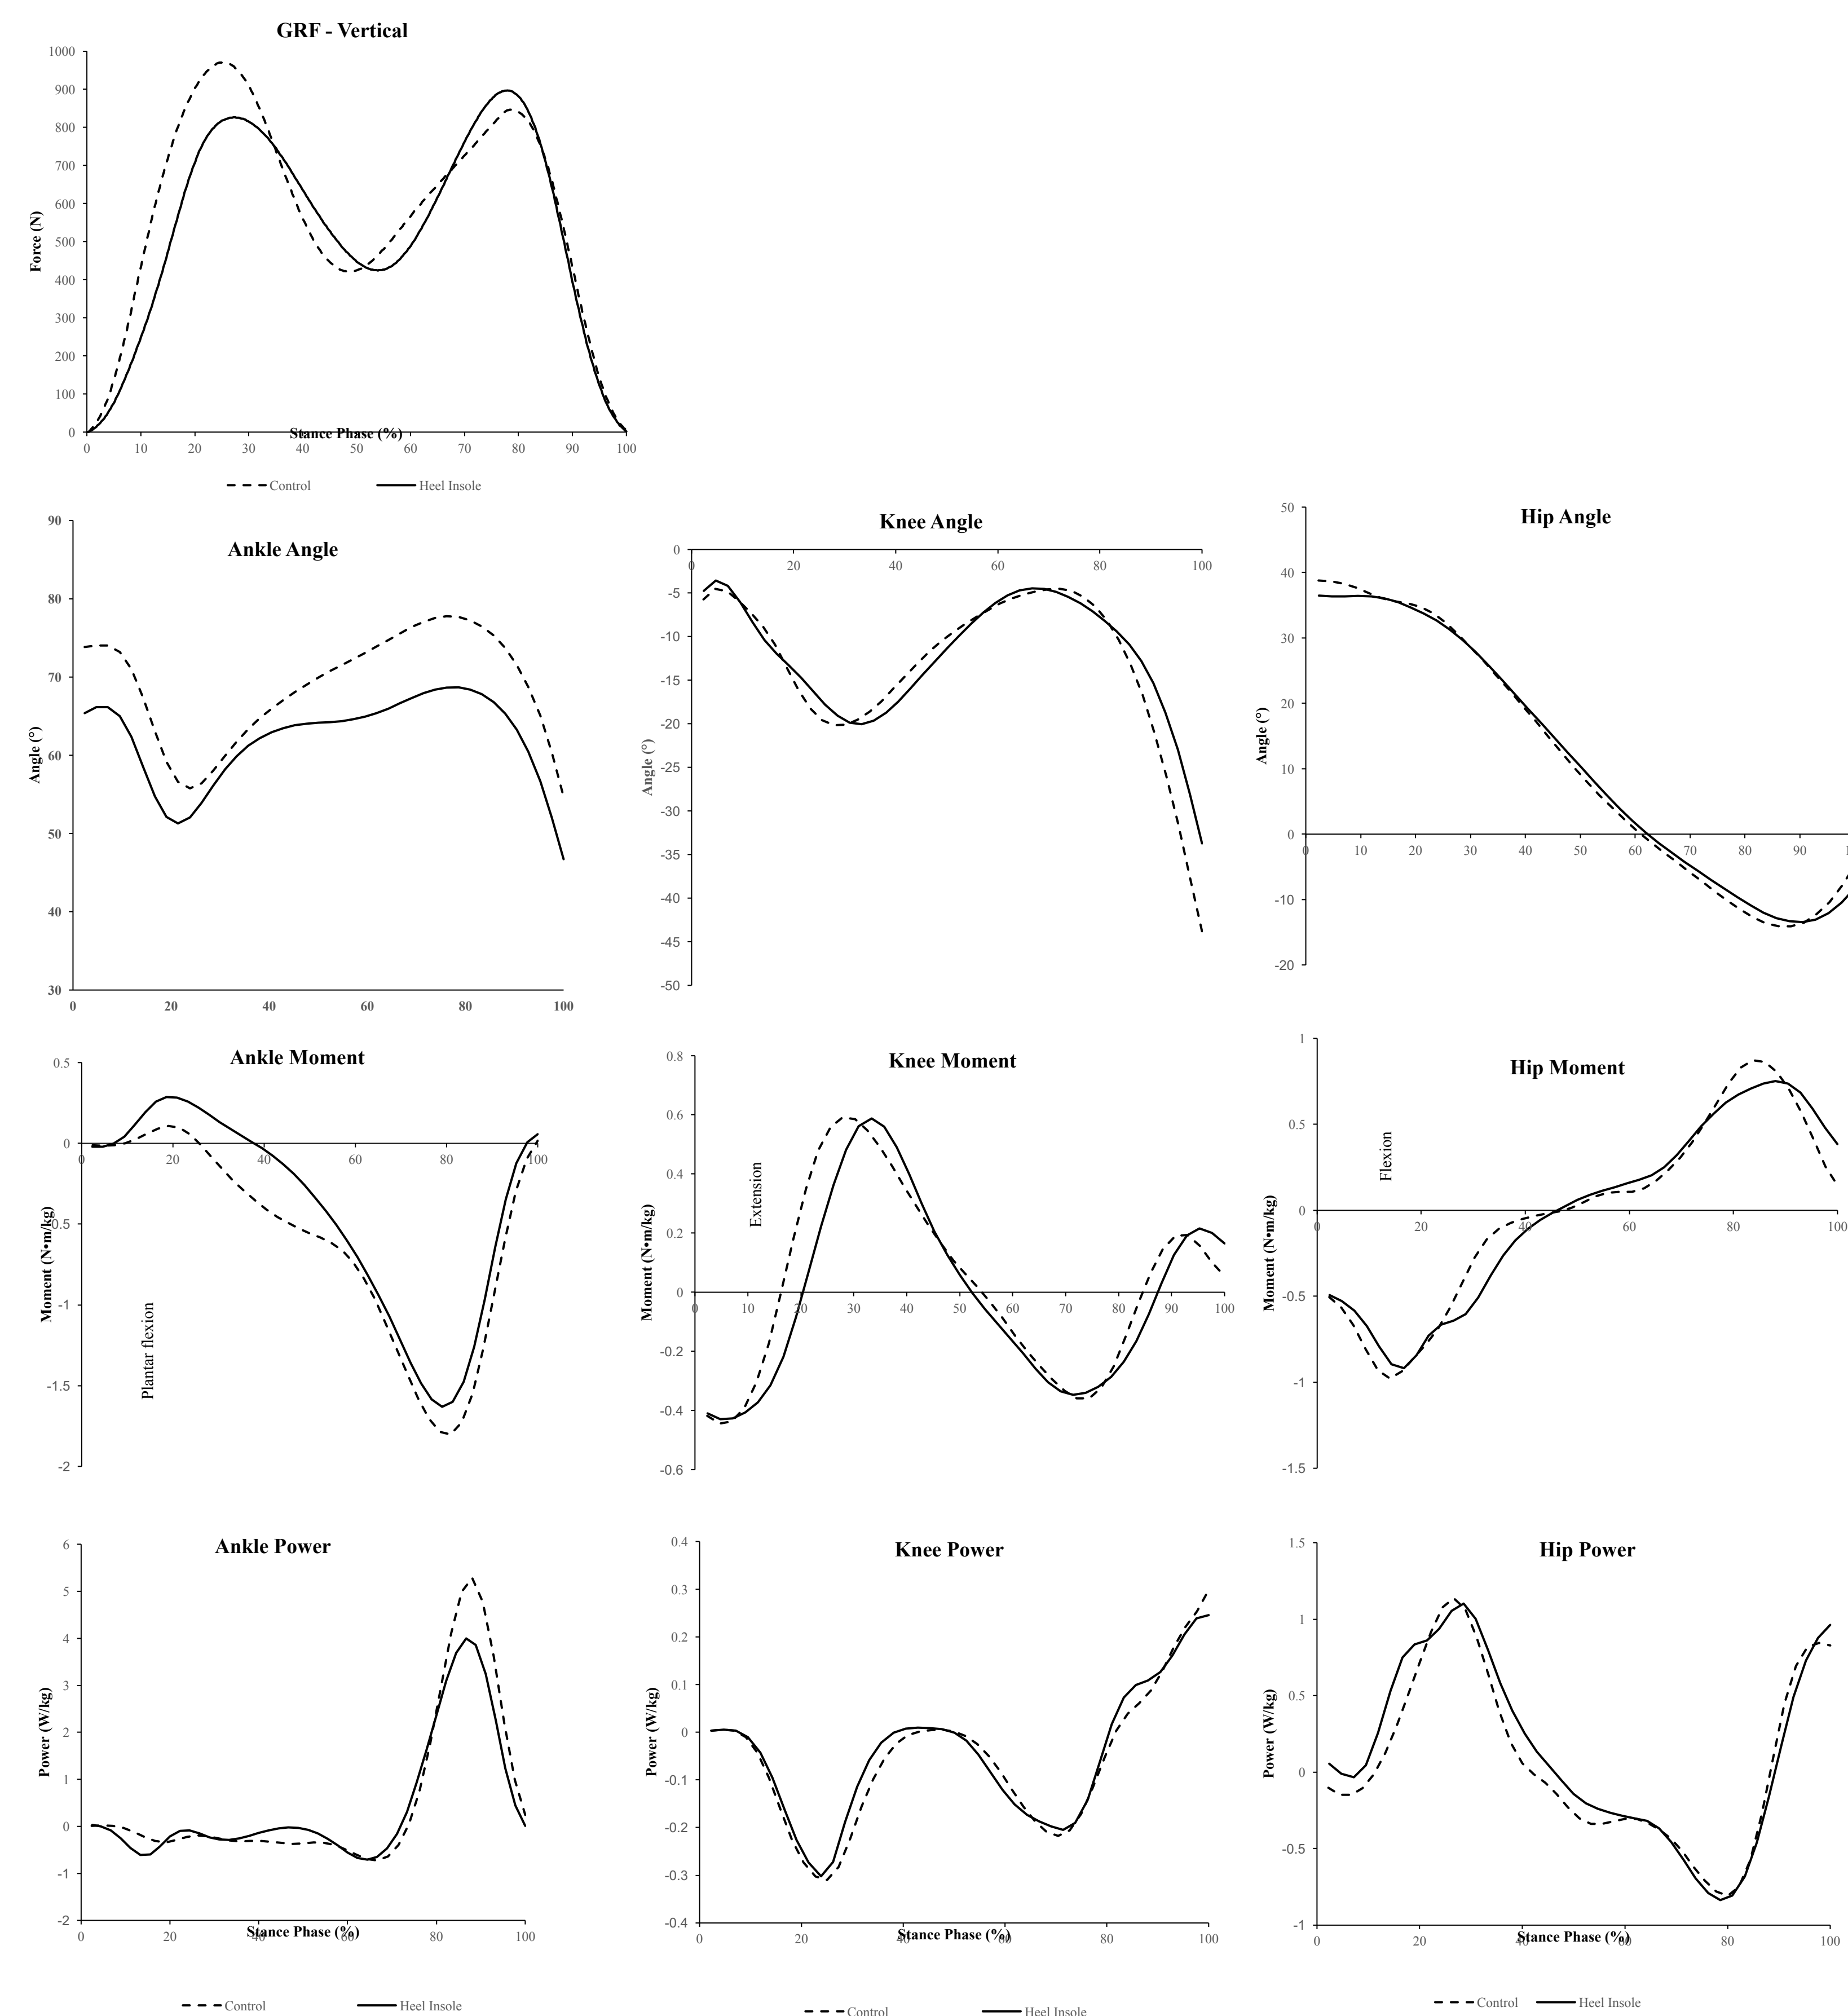 GRF - Vertical
1000
900
800
700
600
500
400
300
200
100
0
Force (N)
0 10 20 30 40 50 60 70 80 90 100
Stance Phase (%)
Control Heel Insole
Ankle Angle
90
80
70
60
50
40
30
Angle (°)
0 20 40 60 80 100
Knee Angle
0
-5
-10
-15
-20
-25
-30
-35
-40
-45
-50
Angle (°)
0 20 40 60 80 100
Hip Angle
50
40
30
20
10
0
-10
-20
Angle (°)
0 10 20 30 40 50 60 70 80 90
Ankle Moment
0.5
0
-0.5
-1
-1.5
-2
Moment (N•m/kg)
Plantar flexion
0 20 40 60 80 100
Knee Moment
0.8
0.6
0.4
0.2
0
-0.2
-0.4
-0.6
Moment (N•m/kg)
Extension
0 10 20 30 40 50 60 70 80 90 100
Hip Moment
1
0.5
0
-0.5
-1
-1.5
Moment (N•m/kg)
Flexion
0 20 40 60 80 100
Ankle Power
6
5
4
3
2
1
0
-1
-2
Power (W/kg)
0 20 40 60 80 100
Stance Phase (%)
Control Heel Insole
Knee Power
0.4
0.3
0.2
0.1
0
-0.1
-0.2
-0.3
-0.4
Power (W/kg)
0 20 40 60 80 100
Stance Phase (%)
Control Heel Insole
Hip Power
1.5
1
0.5
0
-0.5
-1
Power (W/kg)
0 20 40 60 80 100
Stance Phase (%)
Control Heel Insole